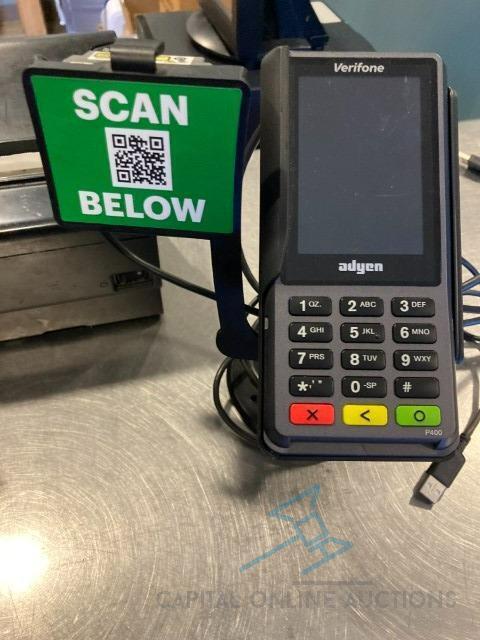 Verifone
SCAN
BELOW
adyen
1 OZ. 2 ABC 3 DEF
4 GHI 5 JKL 6 MNO
7 PRS 8 TUV 9 WXY
*,'" 0 -SP #
X < O
P400
CAPITAL ONLINE AUCTIONS